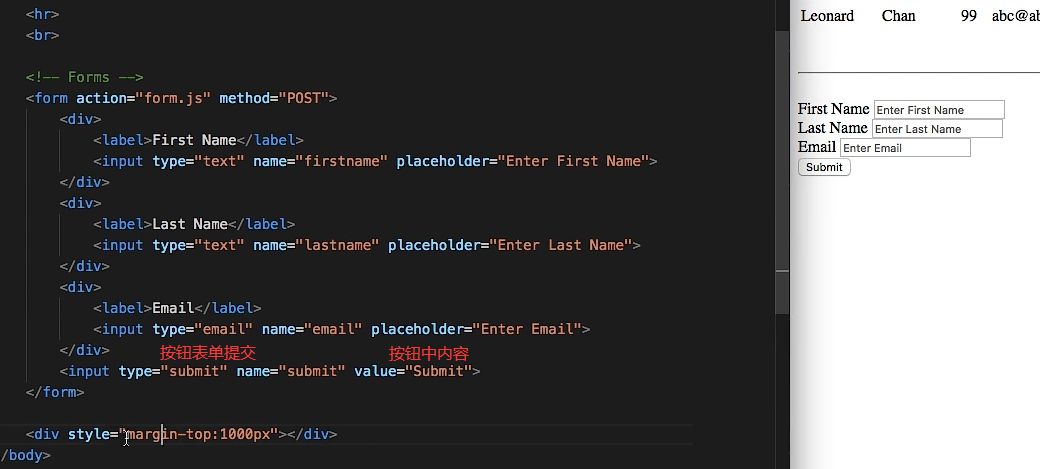 <hr>
<br>
<!-- Forms -->
<form action="form.js" method="POST">
<div>
<label>First Name</label>
<input type="text" name="firstname" placeholder="Enter First Name">
</div>
<div>
<label>Last Name</label>
<input type="text" name="lastname" placeholder="Enter Last Name">
</div>
<div>
<label>Email</label>
<input type="email" name="email" placeholder="Enter Email">
</div>
按钮表单提交 按钮中内容
<input type="submit" name="submit" value="Submit">
</form>
<div style="margin-top:1000px"></div>
/body>
Leonard Chan 99 abc@ab
First Name Enter First Name
Last Name Enter Last Name
Email Enter Email
Submit